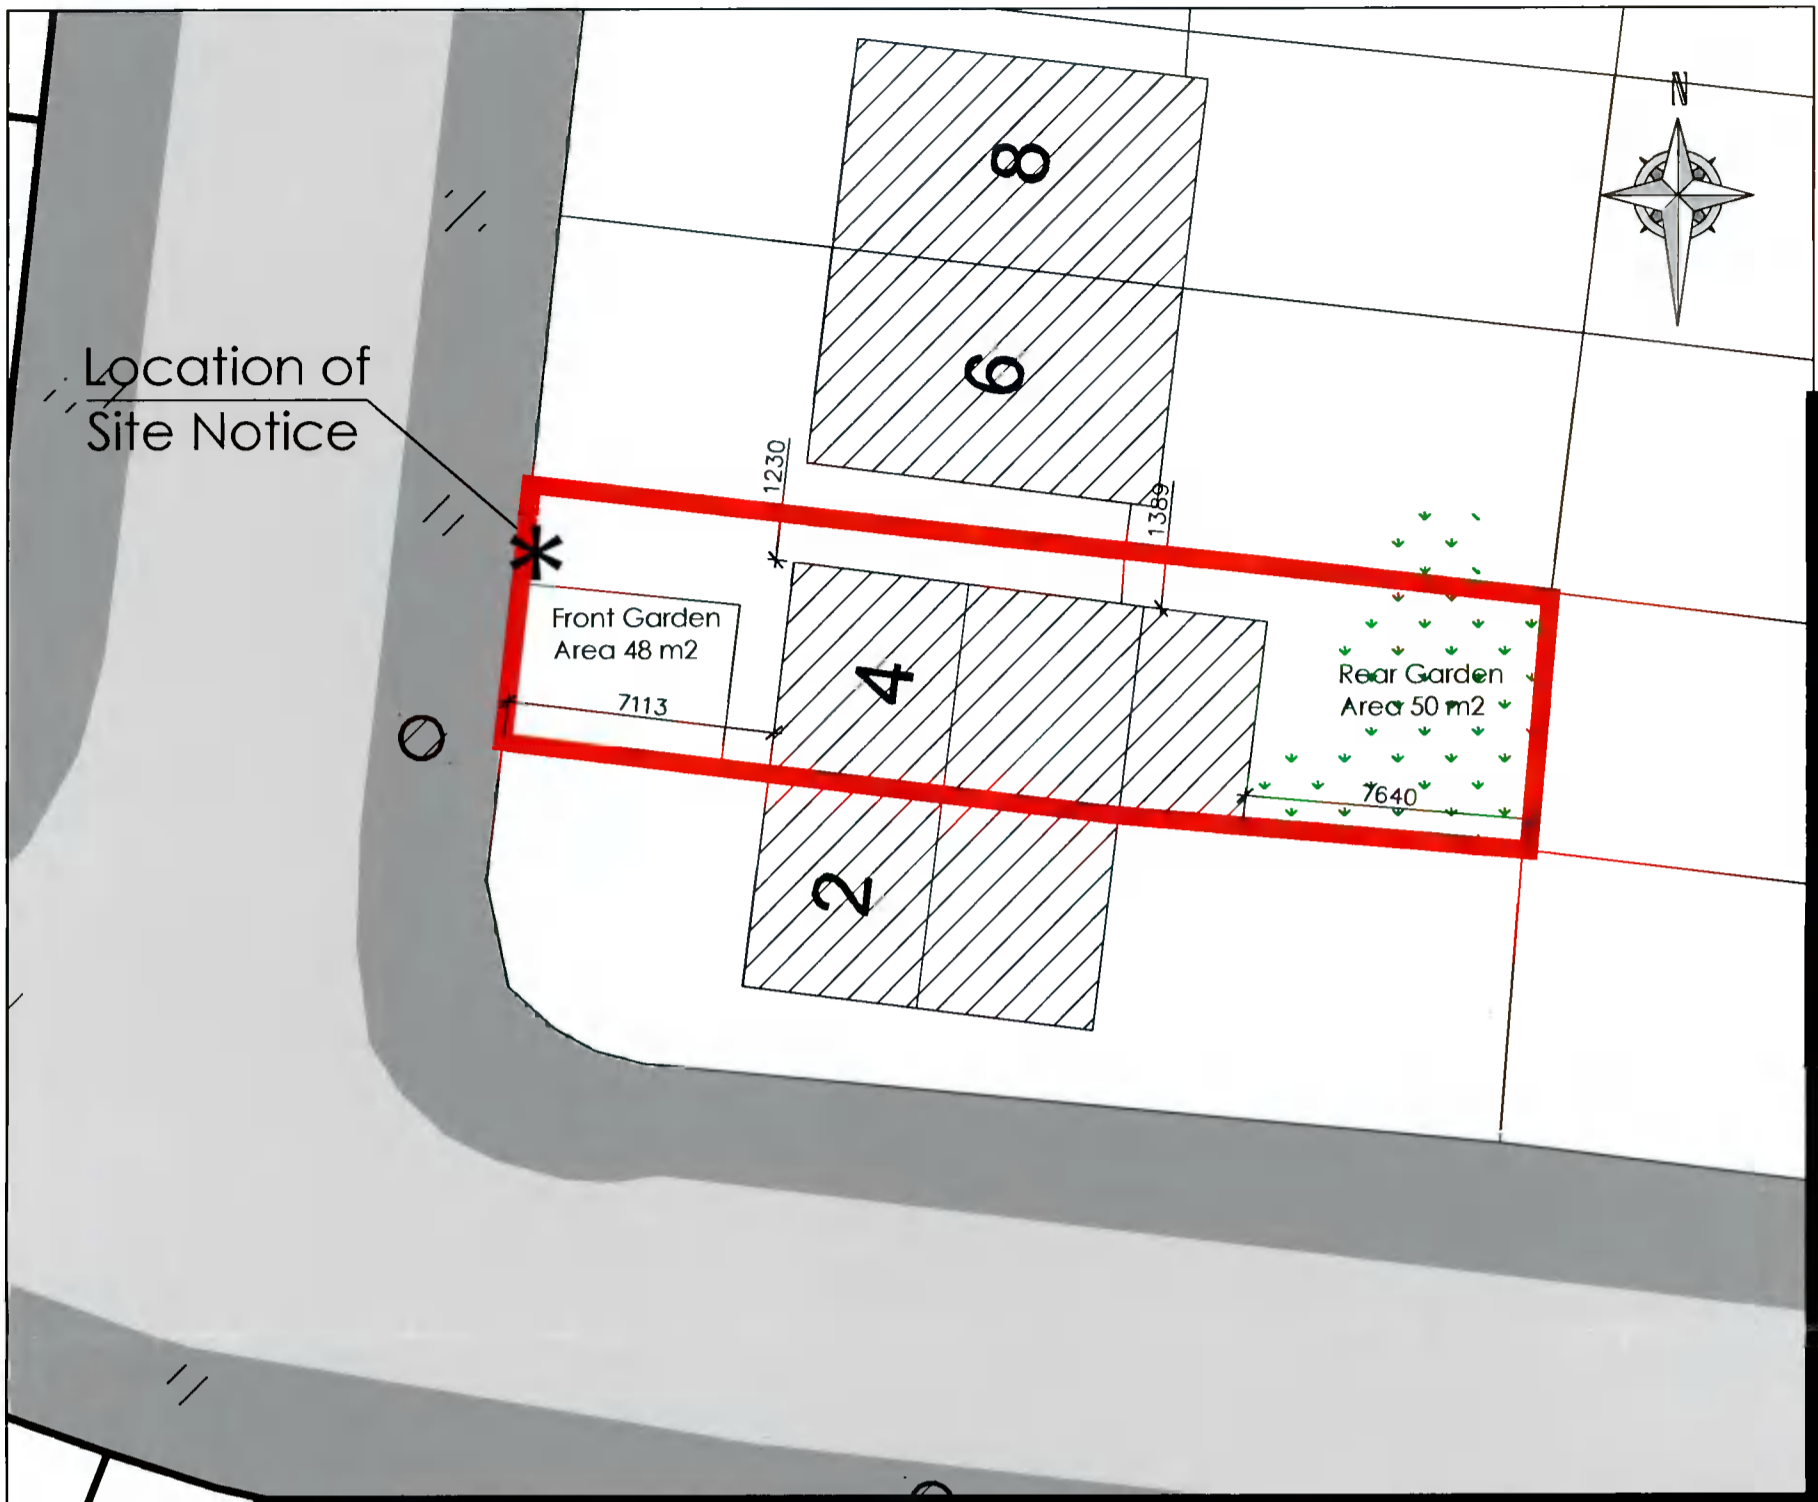 N
8
Location of
Site Notice
6
1230
1389
Front Garden
Area 48 m2
7113
4
Rear Garden
Area 50 m2
7640
2